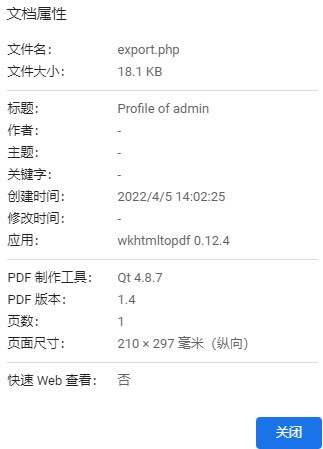 文档属性
文件名： export.php
文件大小： 18.1 KB
标题： Profile of admin
作者： -
主题： -
关键字： -
创建时间： 2022/4/5 14:02:25
修改时间： -
应用： wkhtmltopdf 0.12.4
PDF 制作工具： Qt 4.8.7
PDF 版本： 1.4
页数： 1
页面尺寸： 210 × 297 毫米（纵向）
快速 Web 查看： 否
关闭